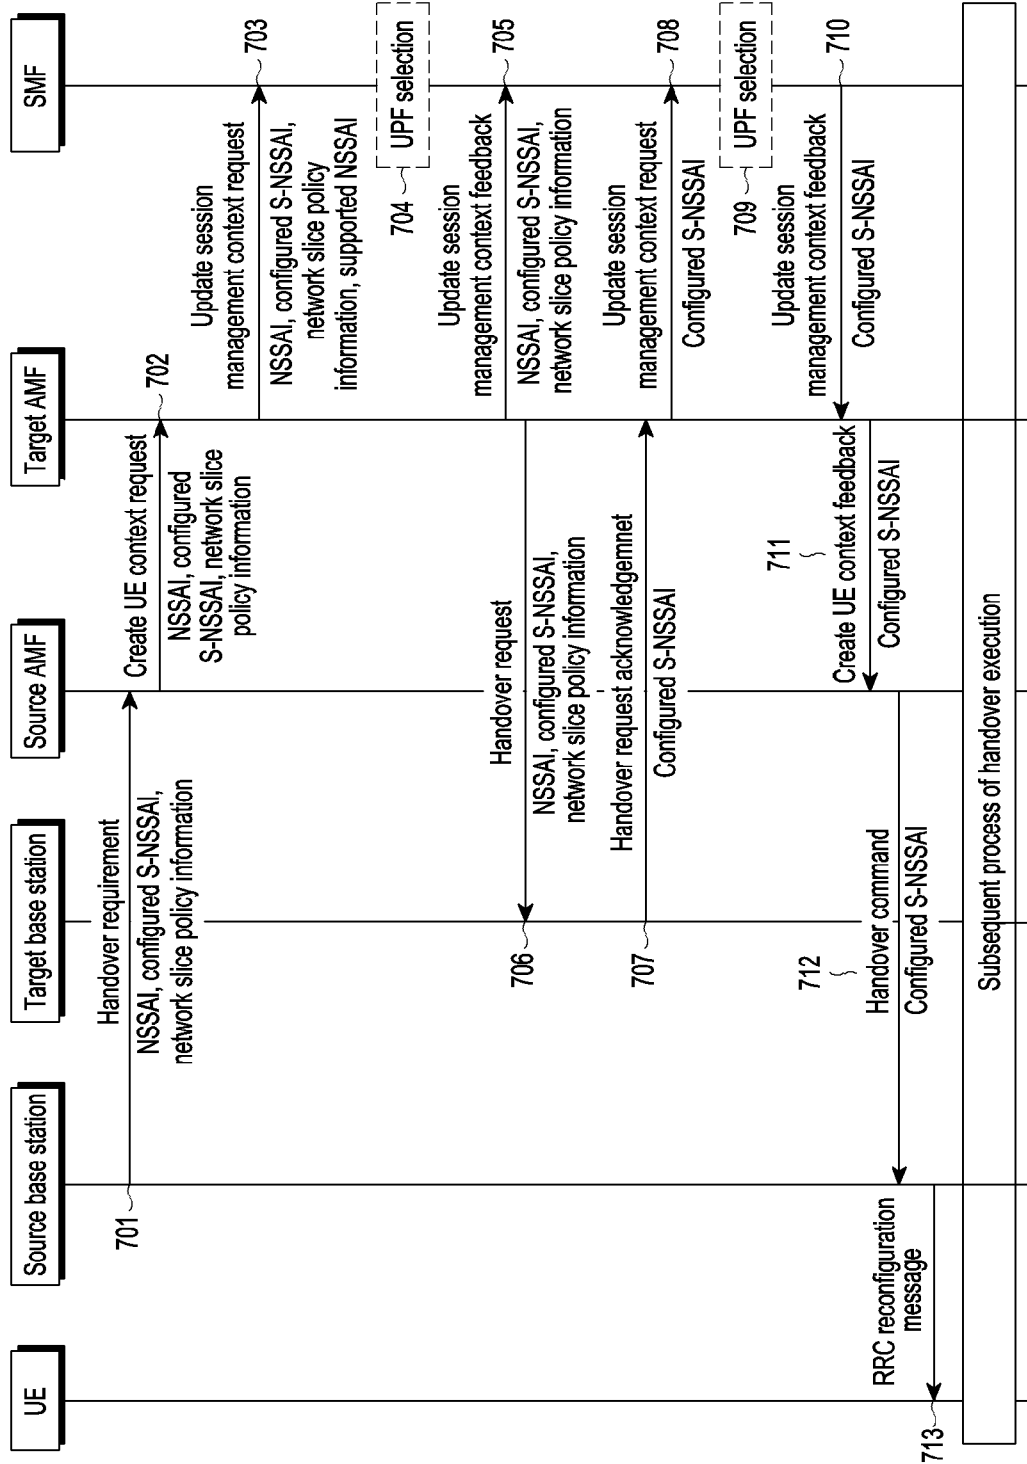 UE
Source base station
Target base station
Source AMF
Target AMF
SMF
701
Handover requirement
NSSAI, configured S-NSSAI,
network slice policy information
Create UE context request
702
NSSAI, configured
S-NSSAI, network slice
policy information
Update session
management context request
703
NSSAI, configured S-NSSAI,
network slice policy
information, supported NSSAI
704
UPF selection
Update session
management context feedback
705
NSSAI, configured S-NSSAI,
network slice policy information
Handover request
706
NSSAI, configured S-NSSAI,
network slice policy information
Handover request acknowledgemnet
707
Configured S-NSSAI
Update session
management context request
708
Configured S-NSSAI
709
UPF selection
Update session
management context feedback
710
Configured S-NSSAI
711
Create UE context feedback
Configured S-NSSAI
712
Handover command
Configured S-NSSAI
RRC reconfiguration
message
713
Subsequent process of handover execution